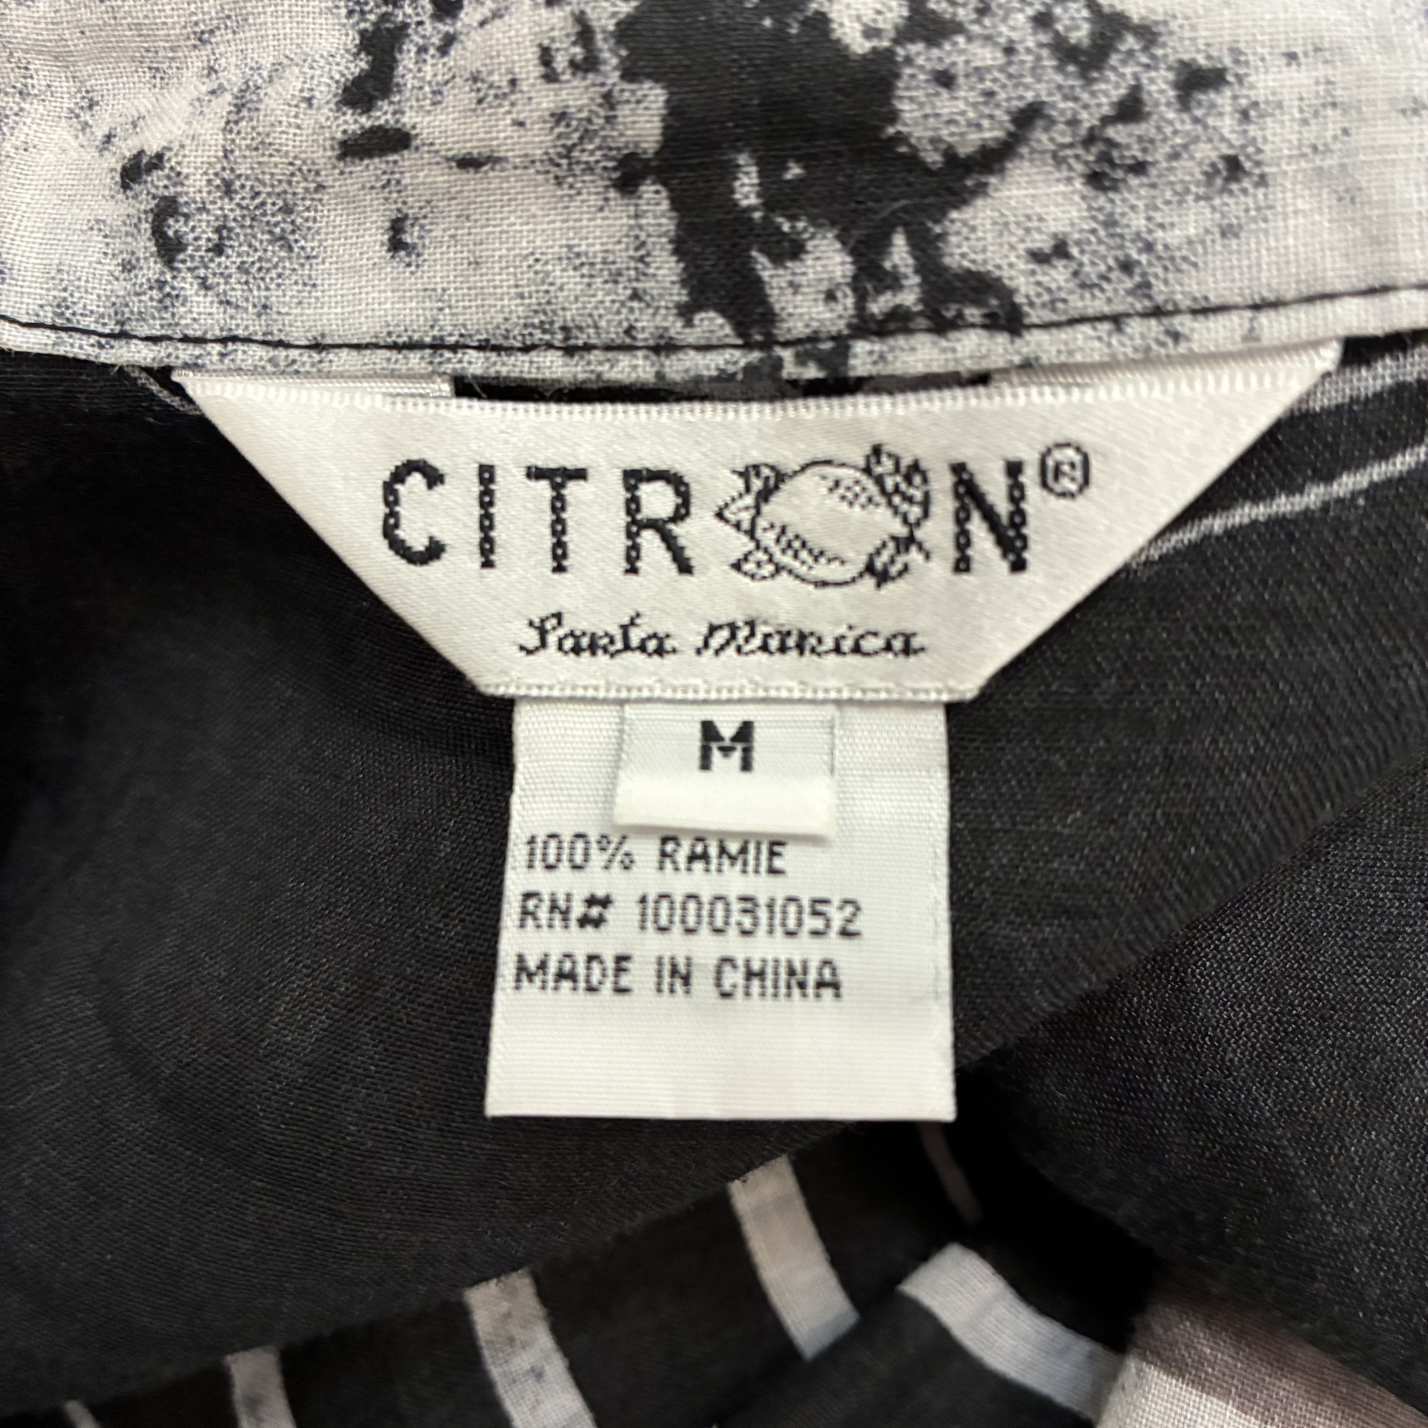 CITRON®
Santa Monica
M
100% RAMIE
RN# 100031052
MADE IN CHINA